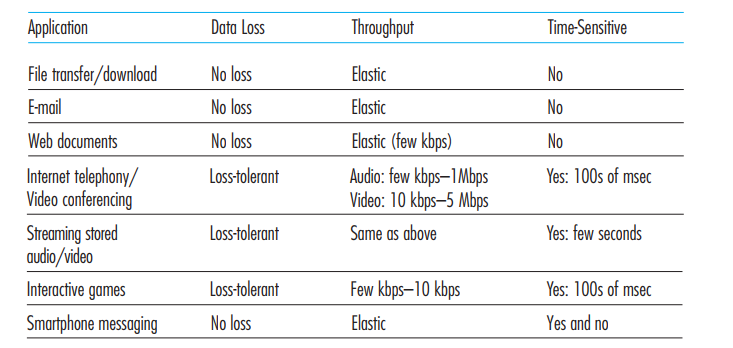 Application Data Loss Throughput Time-Sensitive
File transfer/download No loss Elastic No
E-mail No loss Elastic No
Web documents No loss Elastic (few kbps) No
Internet telephony/ Loss-tolerant Audio: few kbps–1Mbps Yes: 100s of msec
Video conferencing Video: 10 kbps–5 Mbps
Streaming stored Loss-tolerant Same as above Yes: few seconds
audio/video
Interactive games Loss-tolerant Few kbps–10 kbps Yes: 100s of msec
Smartphone messaging No loss Elastic Yes and no